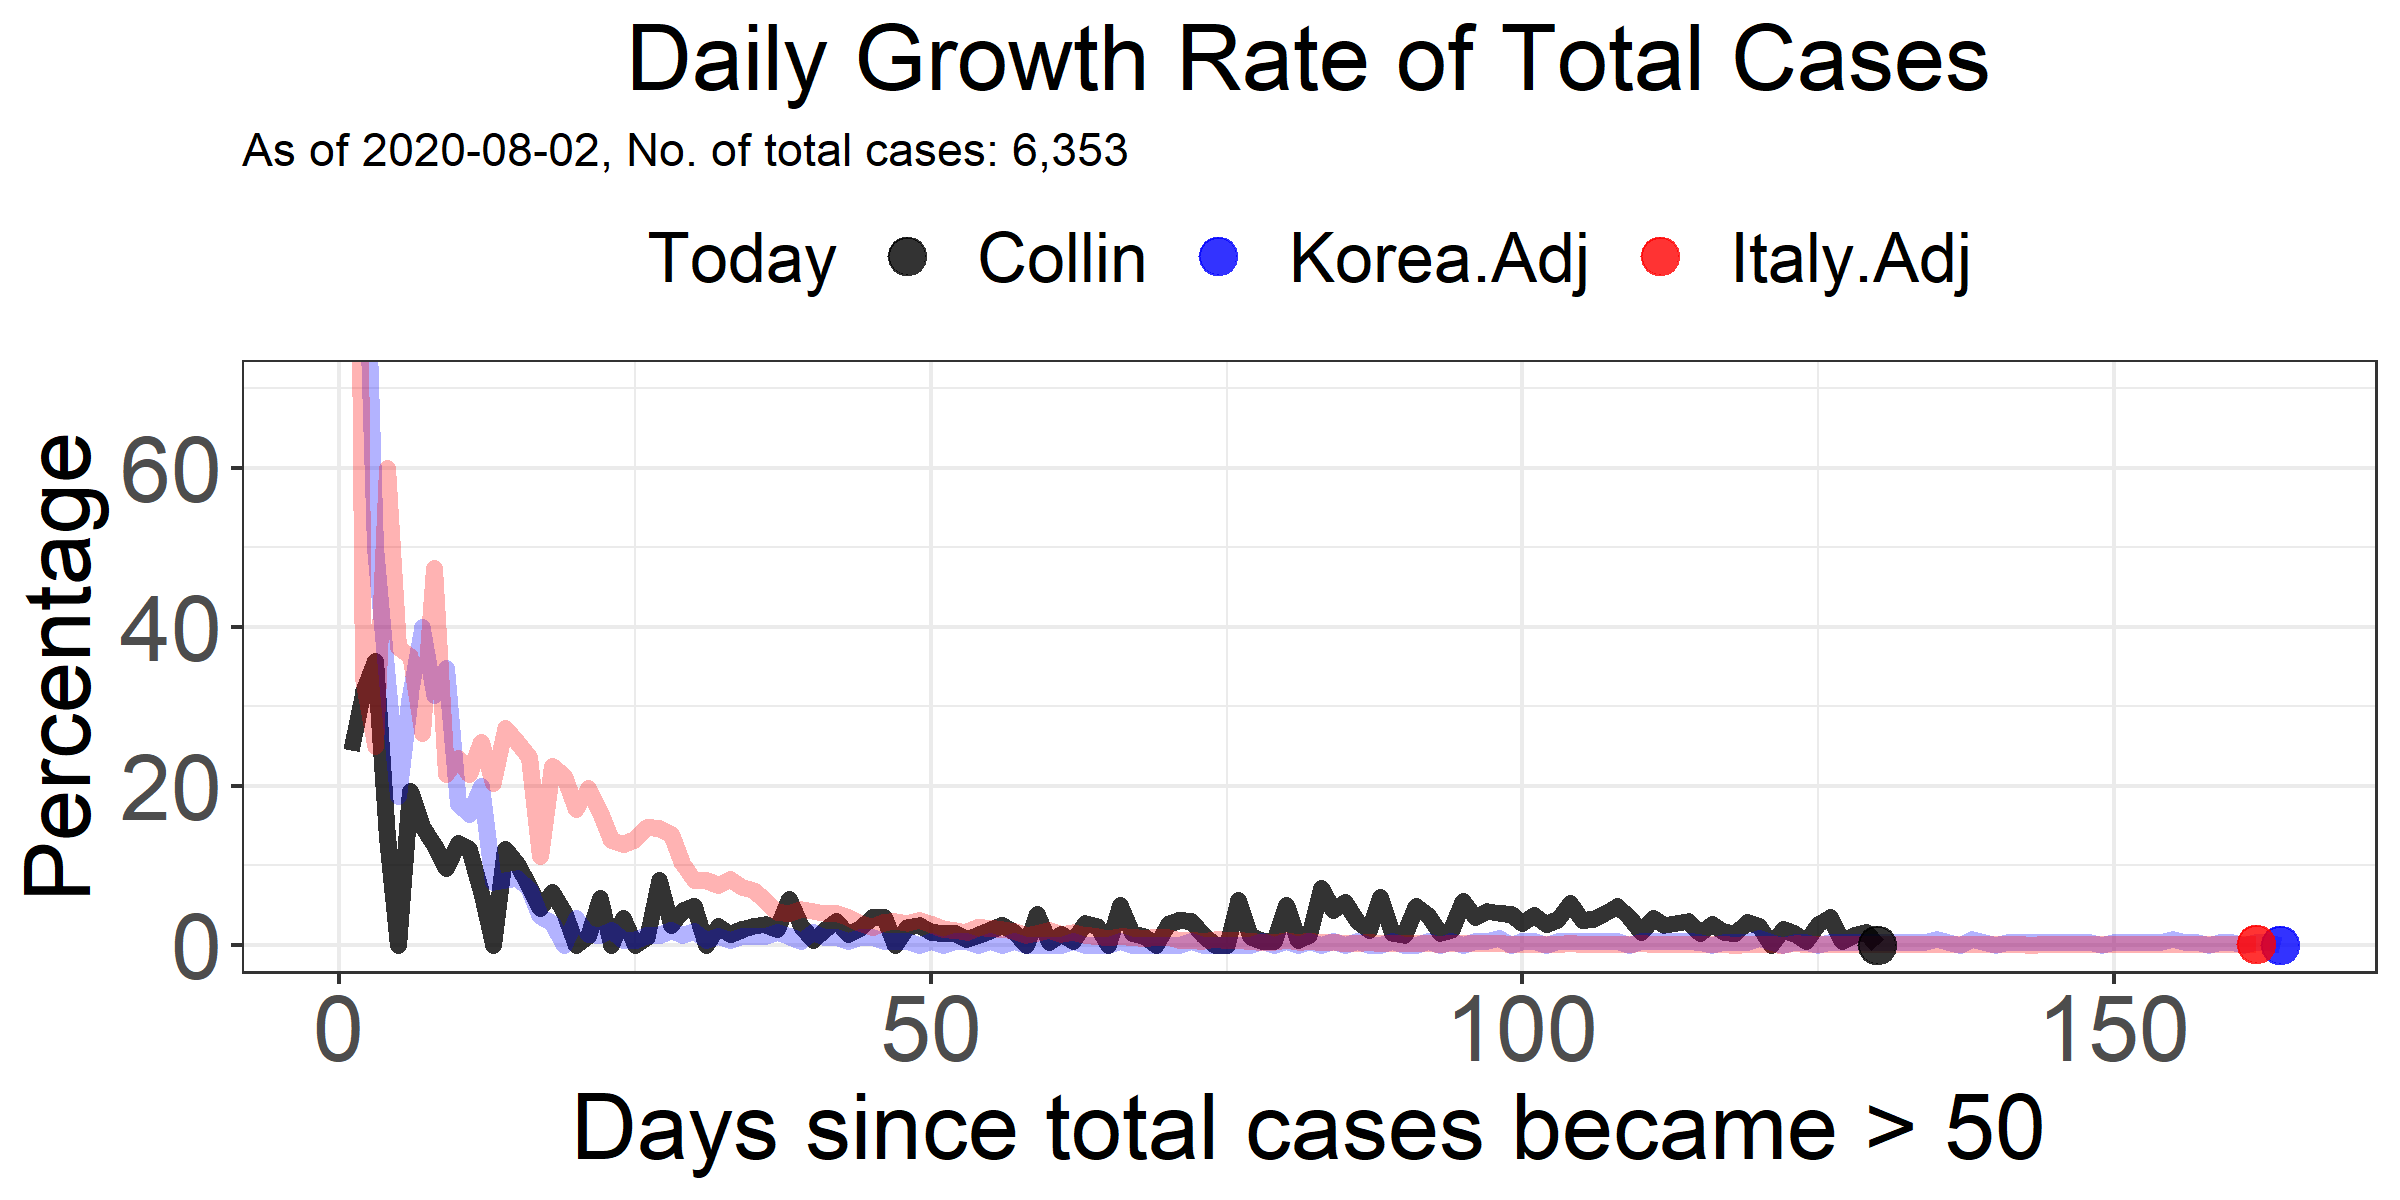 Daily Growth Rate of Total Cases
As of 2020-08-02, No. of total cases: 6,353
Today Collin Korea.Adj Italy.Adj
Percentage
60
40
20
0
0 50 100 150
Days since total cases became > 50